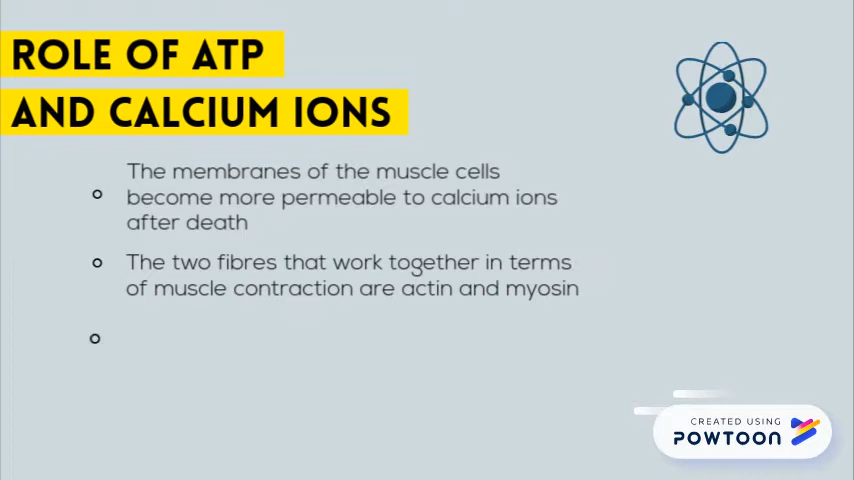 ROLE OF ATP
AND CALCIUM IONS
The membranes of the muscle cells
become more permeable to calcium ions
after death
The two fibres that work together in terms
of muscle contraction are actin and myosin
CREATED USING
POWTOON